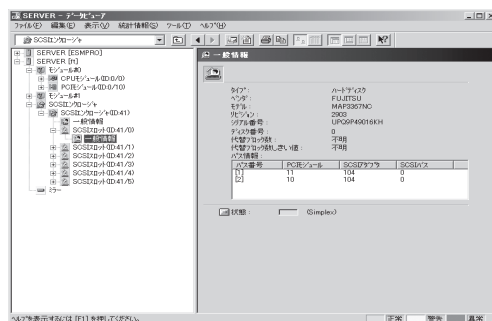 SERVER - データビューア
ファイル(F) 編集(E) 表示(V) 統計情報(S) ツール(T) ヘルプ(H)
SCSIエンクロージャ
SERVER [ESMPRO]
SERVER [ft]
モジュール#0
CPUモジュール(ID:0/0)
PCIモジュール(ID:0/10)
モジュール#1
SCSIエンクロージャ
SCSIエンクロージャ(ID:41)
一般情報
SCSIスロット(ID:41/0)
一般情報
SCSIスロット(ID:41/1)
SCSIスロット(ID:41/2)
SCSIスロット(ID:41/3)
SCSIスロット(ID:41/4)
SCSIスロット(ID:41/5)
ミラー
一般情報
タイプ: ハードディスク
ベンダ: FUJITSU
モデル: MAP3367NC
リビジョン: 2903
シリアル番号: UPQ9P49016KH
ディスク番号: 0
代替ブロック数: 不明
代替ブロック数しきい値: 不明
パス情報:
パス番号 PCIモジュール SCSIアダプタ SCSIバス
[1] 11 104 0
[2] 10 104 0
状態: (Simplex)
ヘルプを表示するには [F1] を押してください。
正常 警告 異常